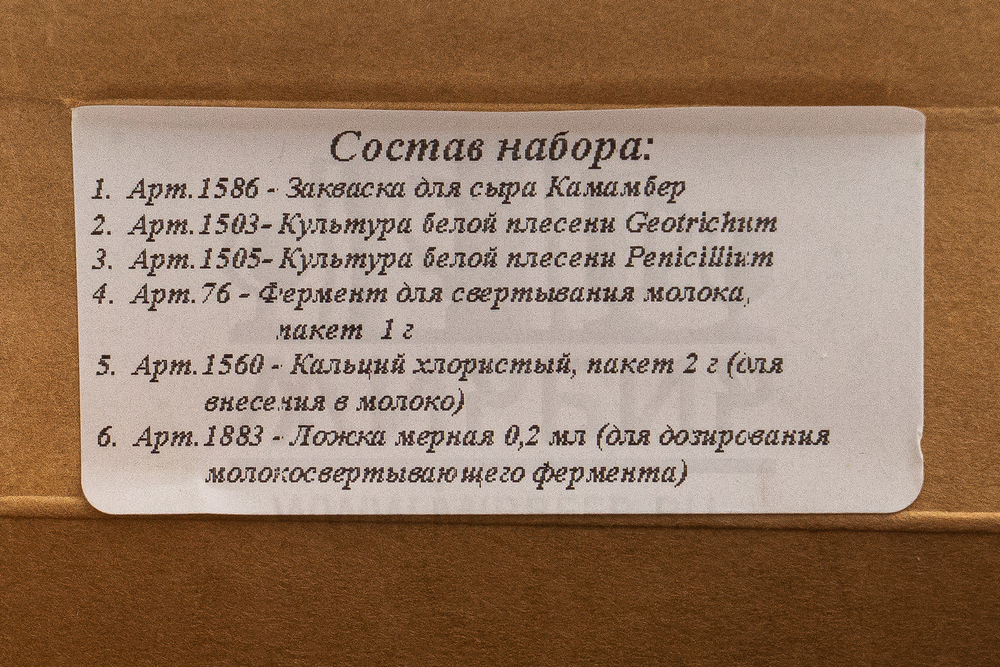 Состав набора:
1. Арт.1586 - Закваска для сыра Камамбер
2. Арт.1503- Культура белой плесени Geotrichum
3. Арт.1505- Культура белой плесени Penicillium
4. Арт.76 - Фермент для свертывания молока,
пакет 1 г
5. Арт.1560 - Кальций хлористый, пакет 2 г (для
внесения в молоко)
6. Арт.1883 - Ложка мерная 0,2 мл (для дозирования
молокосвертывающего фермента)